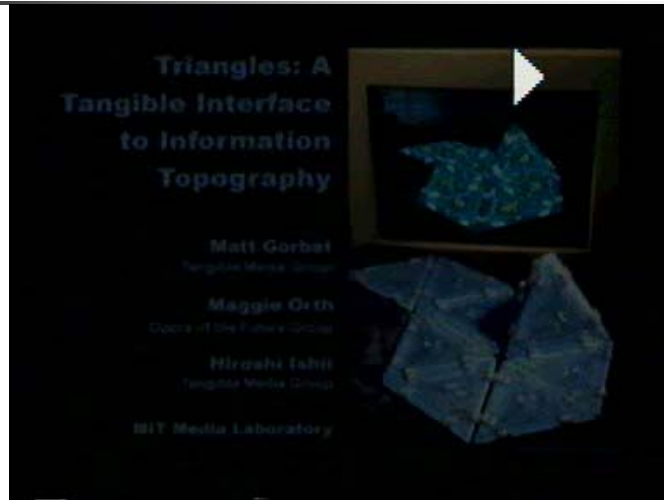 Triangles: A
Tangible Interface
to Information
Topography
Matt Gorbet
Tangible Media Group
Maggie Orth
Opera of the Future Group
Hiroshi Ishii
Tangible Media Group
MIT Media Laboratory